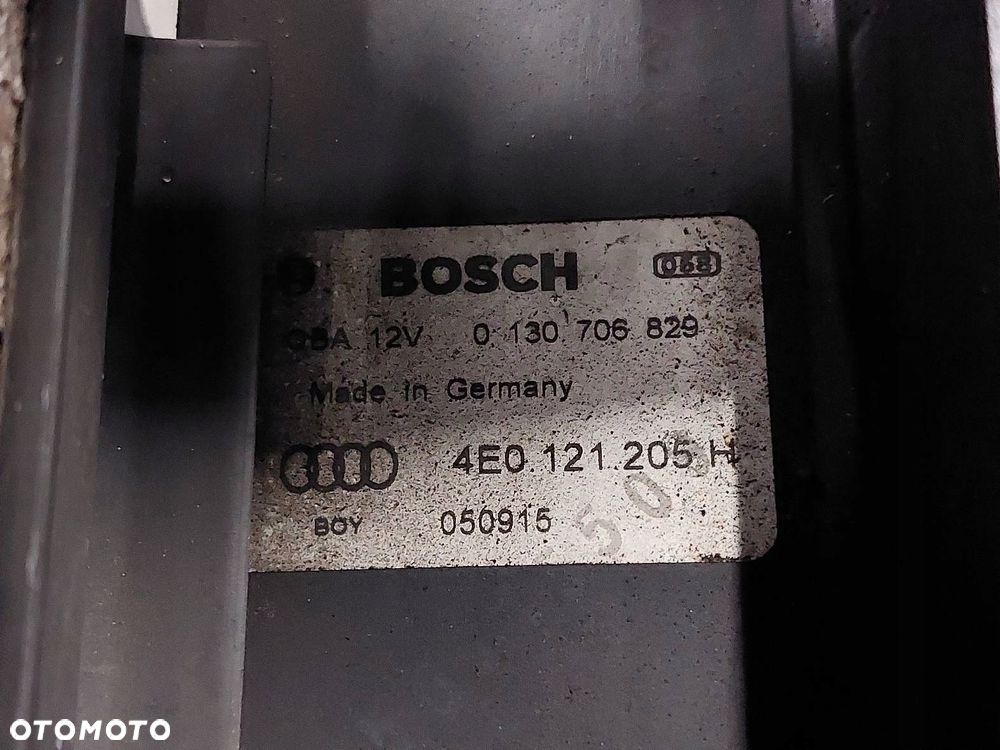 BOSCH
GBA 12V 0 130 706 829
Made in Germany
4E0.121.205 H
BOY 050915
OTOMOTO